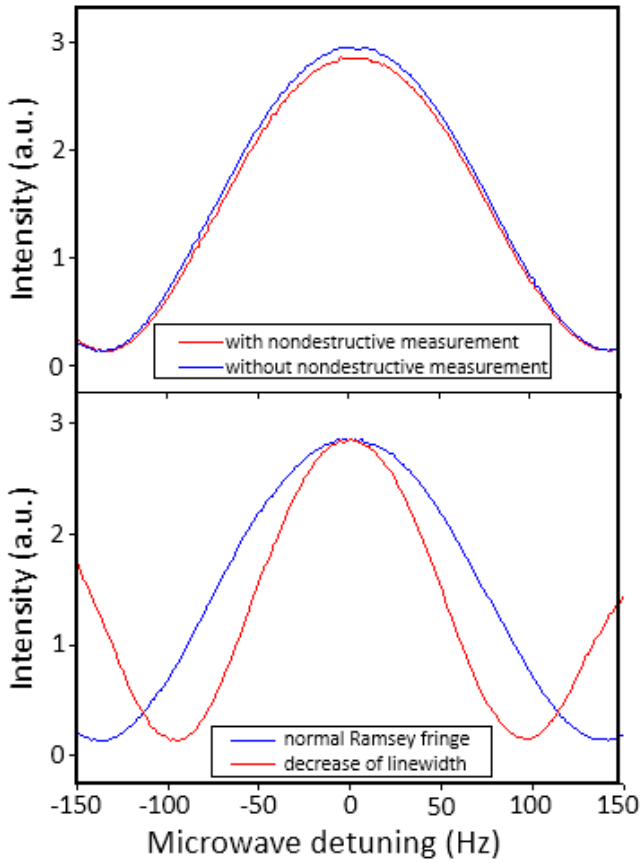 Intensity (a.u.)
3
2
1
0
with nondestructive measurement
without nondestructive measurement
Intensity (a.u.)
3
2
1
0
normal Ramsey fringe
decrease of linewidth
-150 -100 -50 0 50 100 150
Microwave detuning (Hz)